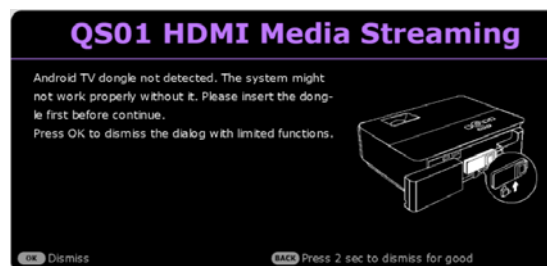 QS01 HDMI Media Streaming
Android TV dongle not detected. The system might
not work properly without it. Please insert the dong-
le first before continue.
Press OK to dismiss the dialog with limited functions.
OK Dismiss
BACK Press 2 sec to dismiss for good